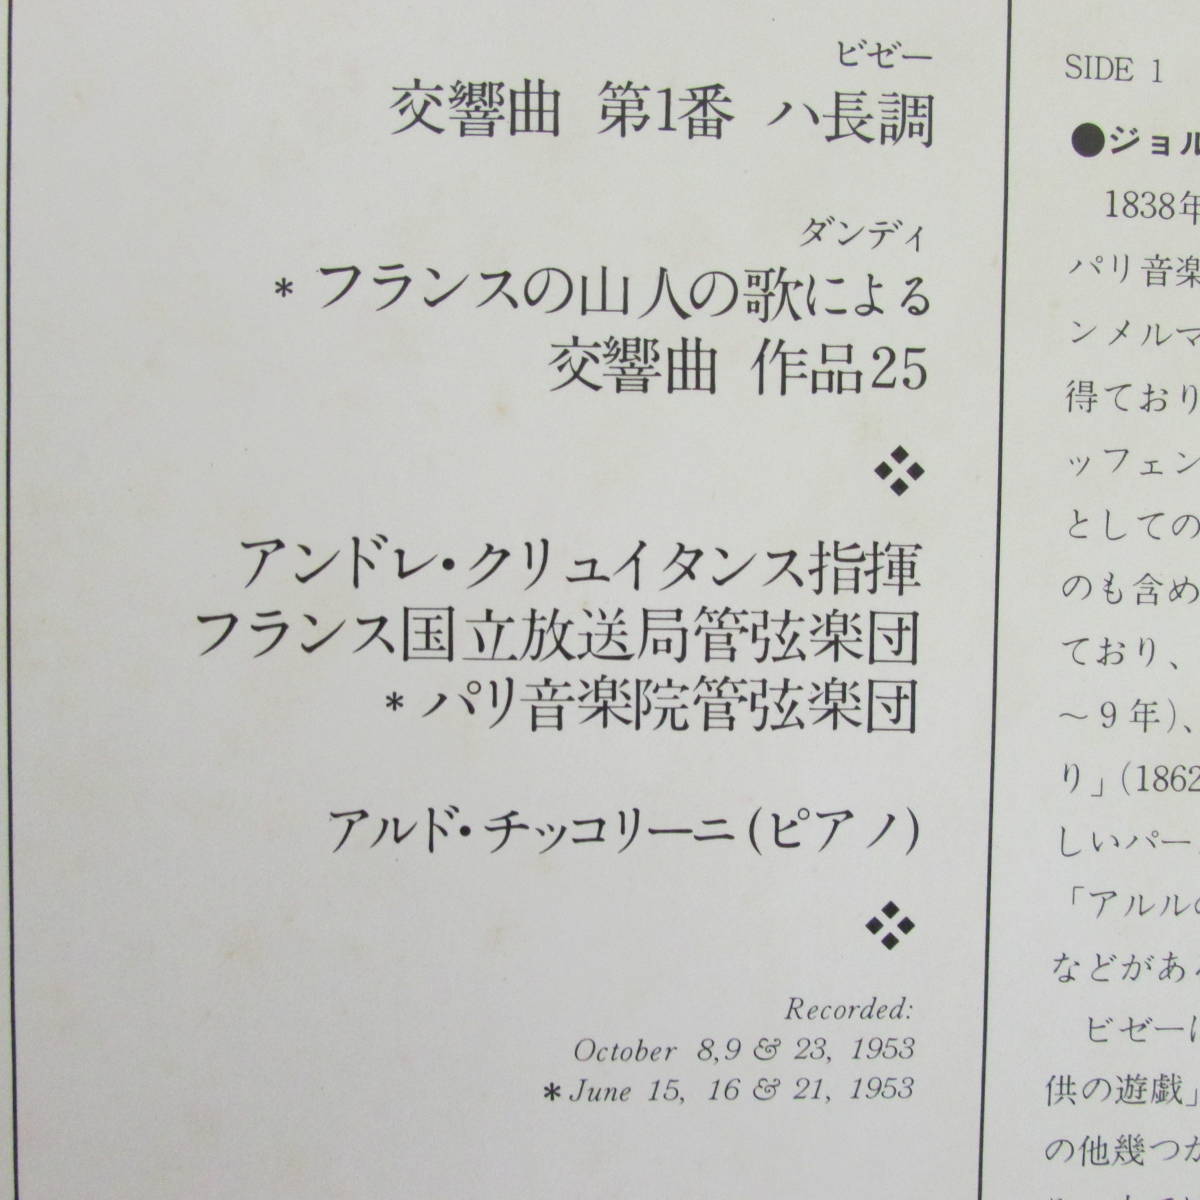 ビゼー
交響曲 第1番 ハ長調
ダンディ
* フランスの山人の歌による
交響曲 作品25
アンドレ・クリュイタンス指揮
フランス国立放送局管弦楽団
* パリ音楽院管弦楽団
アルド・チッコリーニ(ピアノ)
Recorded:
October 8,9 & 23, 1953
* June 15, 16 & 21, 1953
SIDE 1
●ジョル
1838年
パリ音楽
ンメルマ
得ており
ッフェン
としての
のも含め
ており、
～9年)、
り」(1862
しいパー
「アルルの
などがあ
ビゼーに
供の遊戯」
の他幾つか